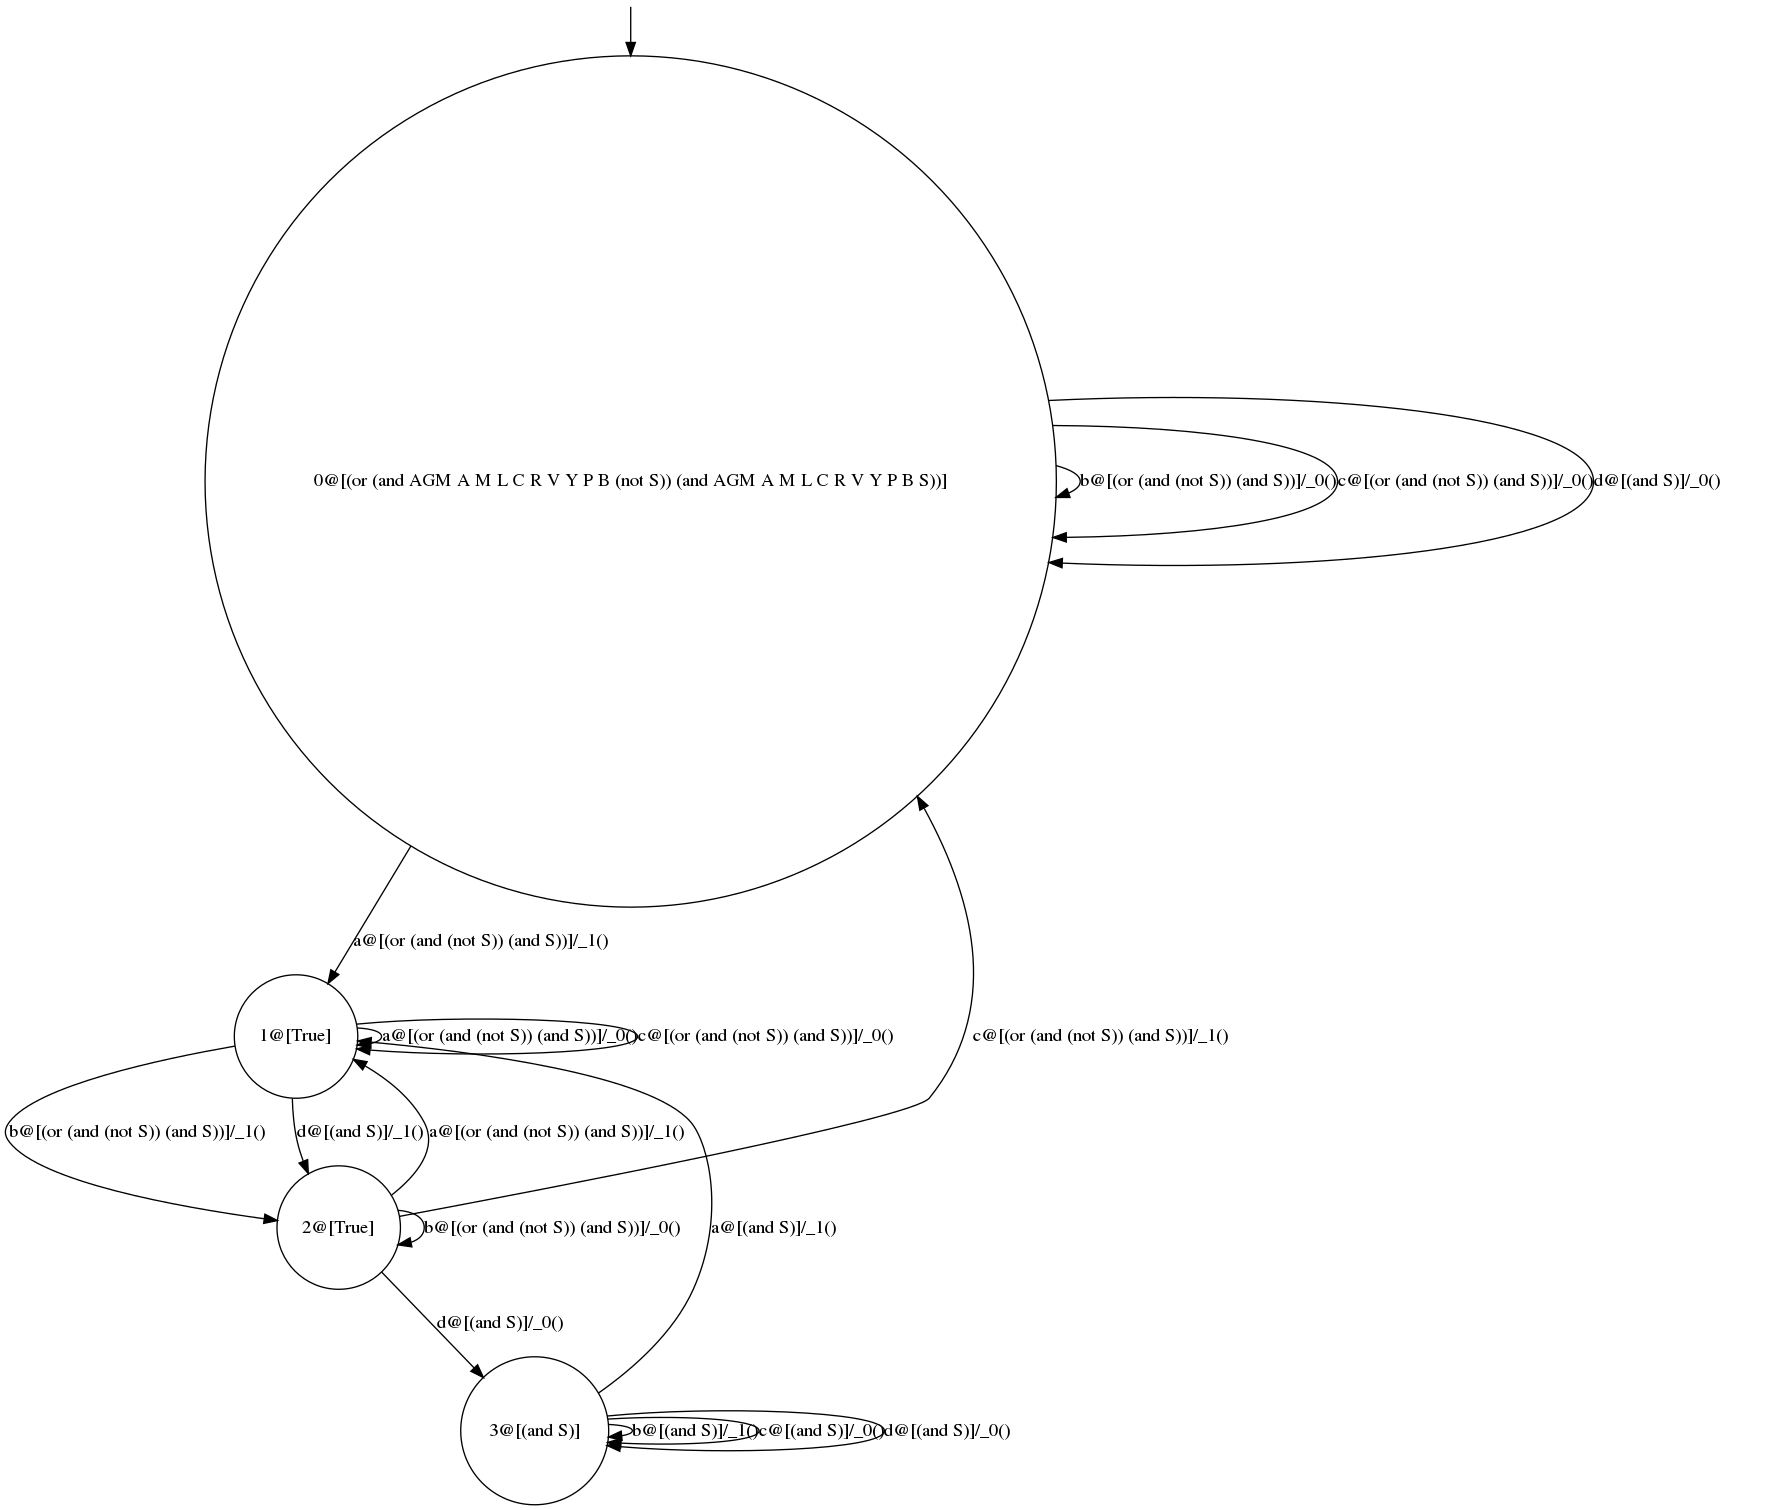 0@[(or (and AGM A M L C R V Y P B (not S)) (and AGM A M L C R V Y P B S))]
b@[(or (and (not S)) (and S))]/_0()
c@[(or (and (not S)) (and S))]/_0()
d@[(and S)]/_0()
a@[(or (and (not S)) (and S))]/_1()
1@[True]
a@[(or (and (not S)) (and S))]/_0()
c@[(or (and (not S)) (and S))]/_0()
c@[(or (and (not S)) (and S))]/_1()
b@[(or (and (not S)) (and S))]/_1()
d@[(and S)]/_1()
a@[(or (and (not S)) (and S))]/_1()
2@[True]
b@[(or (and (not S)) (and S))]/_0()
a@[(and S)]/_1()
d@[(and S)]/_0()
3@[(and S)]
b@[(and S)]/_1()
c@[(and S)]/_0()
d@[(and S)]/_0()